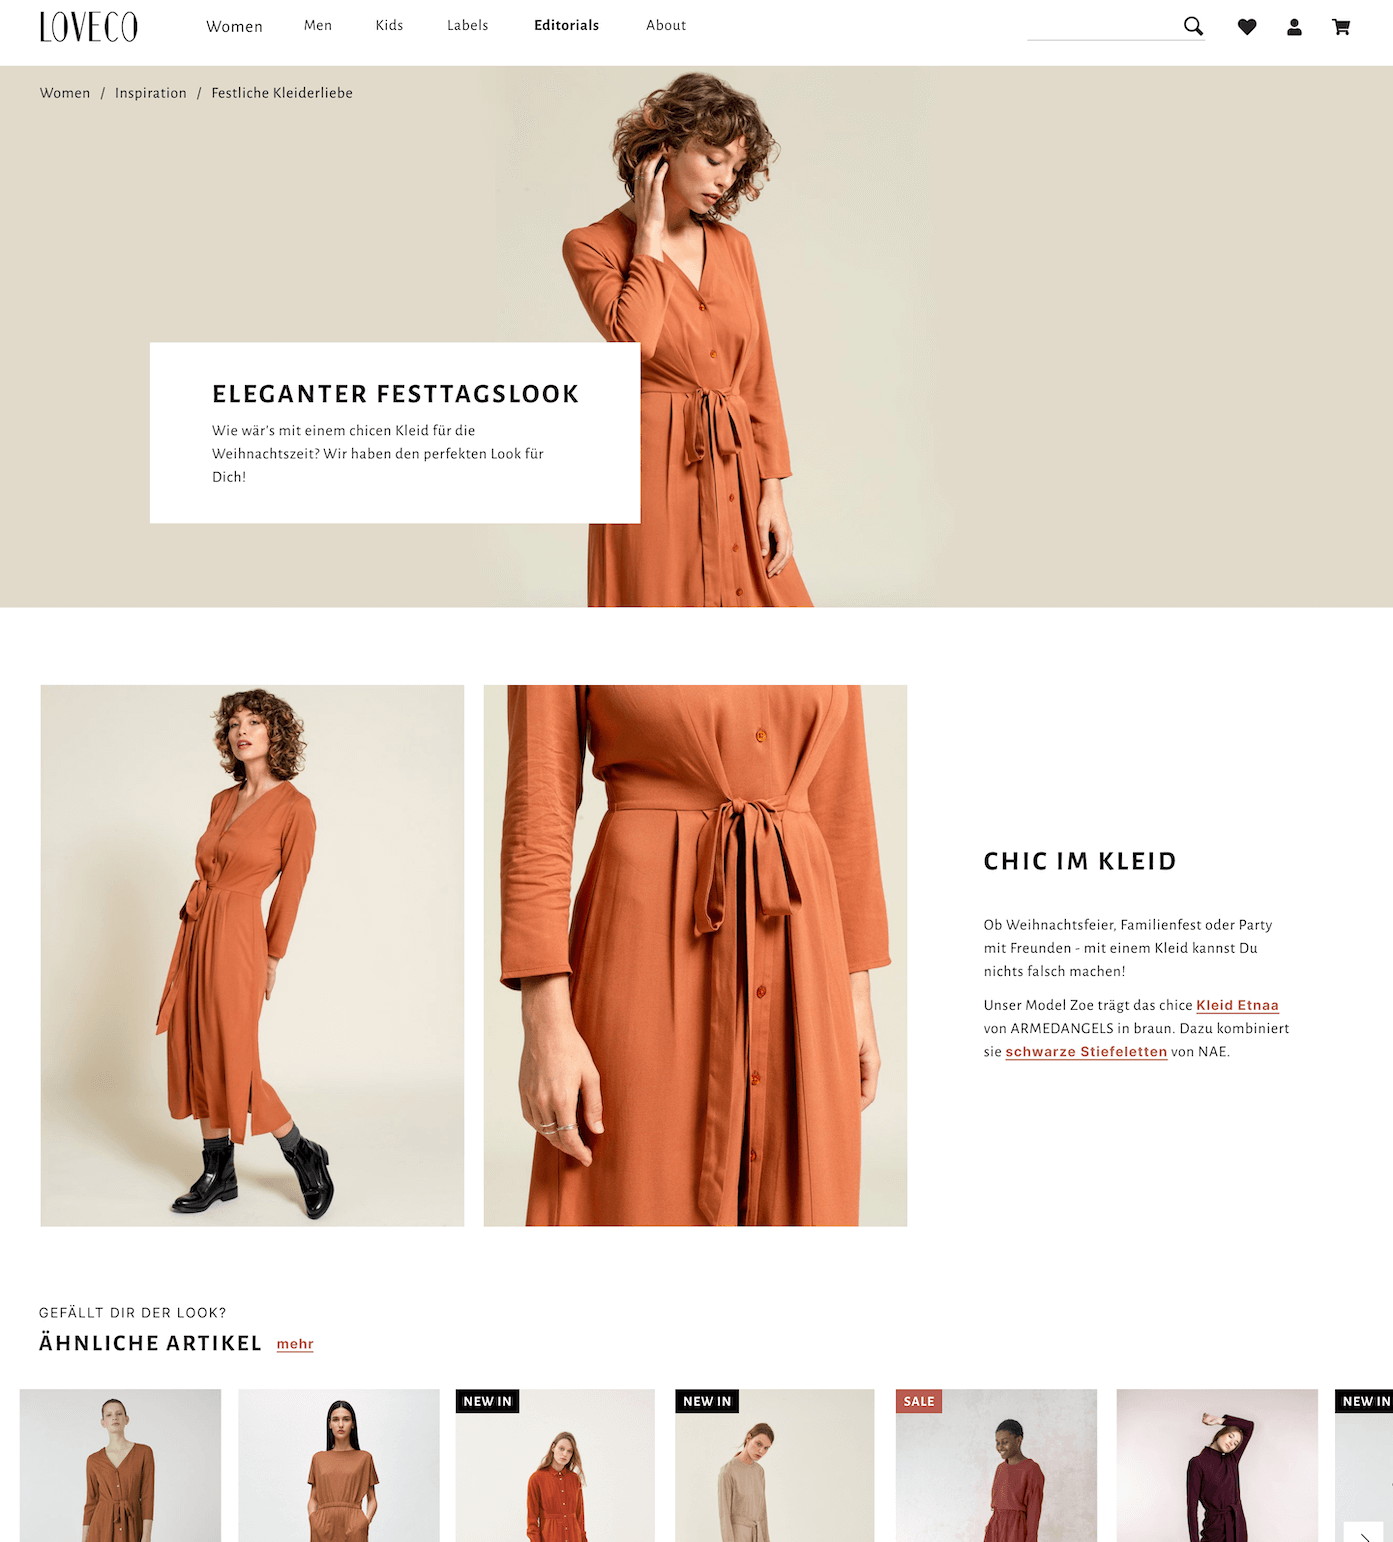 LOVECO
Women Men Kids Labels Editorials About
Women / Inspiration / Festliche Kleiderliebe
ELEGANTER FESTTAGSLOOK
Wie wär's mit einem chicen Kleid für die
Weihnachtszeit? Wir haben den perfekten Look für
Dich!
CHIC IM KLEID
Ob Weihnachtsfeier, Familienfest oder Party
mit Freunden - mit einem Kleid kannst Du
nichts falsch machen!
Unser Model Zoe trägt das chice Kleid Etnaa
von ARMEDANGELS in braun. Dazu kombiniert
sie schwarze Stiefeletten von NAE.
GEFÄLLT DIR DER LOOK?
ÄHNLICHE ARTIKEL mehr
NEW IN
NEW IN
SALE
NEW IN